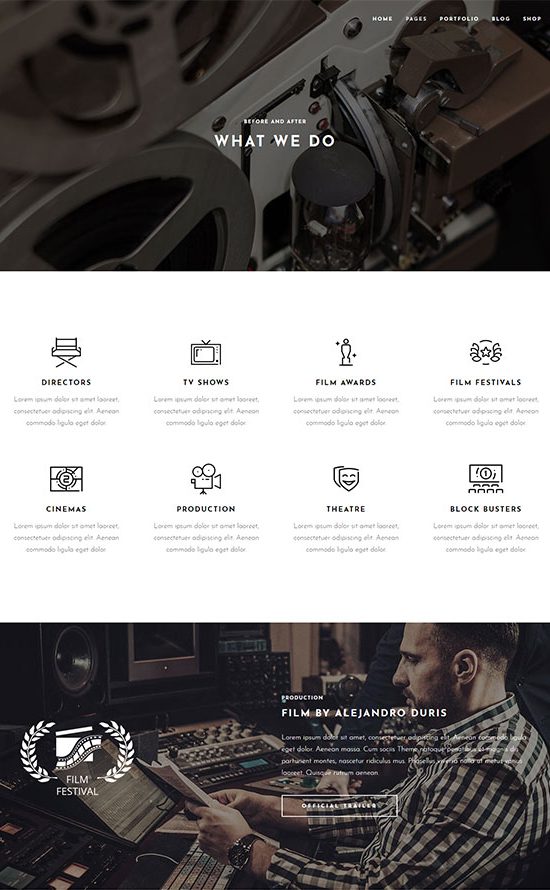 HOME PAGES PORTFOLIO BLOG SHOP
BEFORE AND AFTER
WHAT WE DO
DIRECTORS
Lorem ipsum dolor sit amet laoreet,
consectetuer adipiscing elit. Aenean
commodo ligula eget dolor.
TV SHOWS
Lorem ipsum dolor sit amet laoreet,
consectetuer adipiscing elit. Aenean
commodo ligula eget dolor.
FILM AWARDS
Lorem ipsum dolor sit amet laoreet,
consectetuer adipiscing elit. Aenean
commodo ligula eget dolor.
FILM FESTIVALS
Lorem ipsum dolor sit amet laoreet,
consectetuer adipiscing elit. Aenean
commodo ligula eget dolor.
2
CINEMAS
Lorem ipsum dolor sit amet laoreet,
consectetuer adipiscing elit. Aenean
commodo ligula eget dolor.
PRODUCTION
Lorem ipsum dolor sit amet laoreet,
consectetuer adipiscing elit. Aenean
commodo ligula eget dolor.
THEATRE
Lorem ipsum dolor sit amet laoreet,
consectetuer adipiscing elit. Aenean
commodo ligula eget dolor.
1
BLOCK BUSTERS
Lorem ipsum dolor sit amet laoreet,
consectetuer adipiscing elit. Aenean
commodo ligula eget dolor.
FILM
FESTIVAL
PRODUCTION
FILM BY ALEJANDRO DURIS
Lorem ipsum dolor sit amet, consectetuer adipiscing elit. Aenean commodo ligula
eget dolor. Aenean massa. Cum sociis Theme natoque penatibus et magnis dis
parturient montes, nascetur ridiculus mus. Phasellus viverra nulla ut metus varius
laoreet. Quisque rutrum aenean
OFFICIAL TRAILER